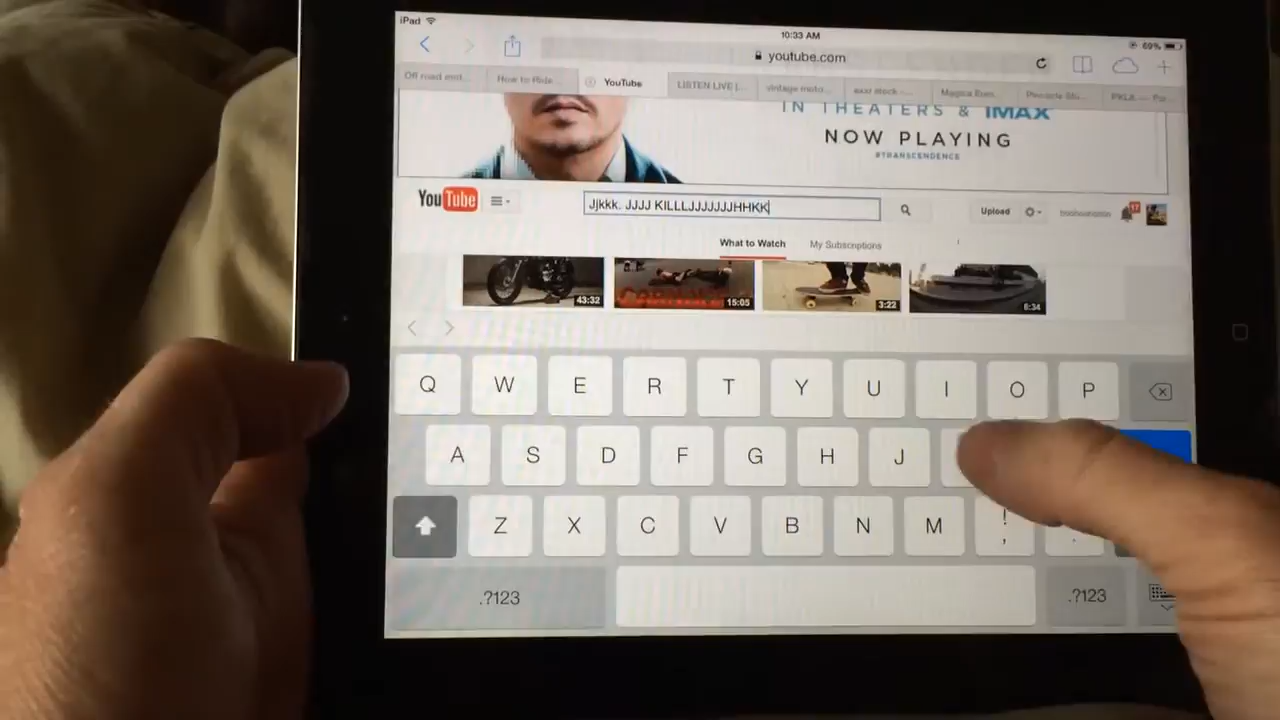 iPad
10:33 AM
69%
youtube.com
Off road mot...
How to Ride...
YouTube
LISTEN LIVE |...
vintage moto...
IN THEATERS & IMAX
NOW PLAYING
#TRANSCENDENCE
YouTube
Jjkkk. JJJJ KILLLJJJJJJJHHKK
Upload
17
What to Watch
My Subscriptions
43:32
15:05
3:22
6:34
Q W E R T Y U I O P
A S D F G H J
Z X C V B N M ! , .
.?123
.?123